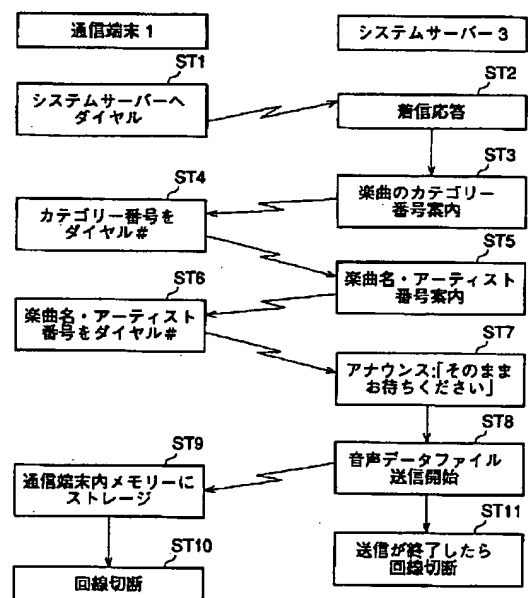 通信端末1
システムサーバー3
ST1
システムサーバーへ
ダイヤル
ST2
着信応答
ST3
楽曲のカテゴリー
番号案内
ST4
カテゴリー番号を
ダイヤル#
ST5
楽曲名・アーティスト
番号案内
ST6
楽曲名・アーティスト
番号をダイヤル#
ST7
アナウンス:「そのまま
お待ちください」
ST8
音声データファイル
送信開始
ST9
通信端末内メモリーに
ストレージ
ST10
回線切断
ST11
送信が終了したら
回線切断